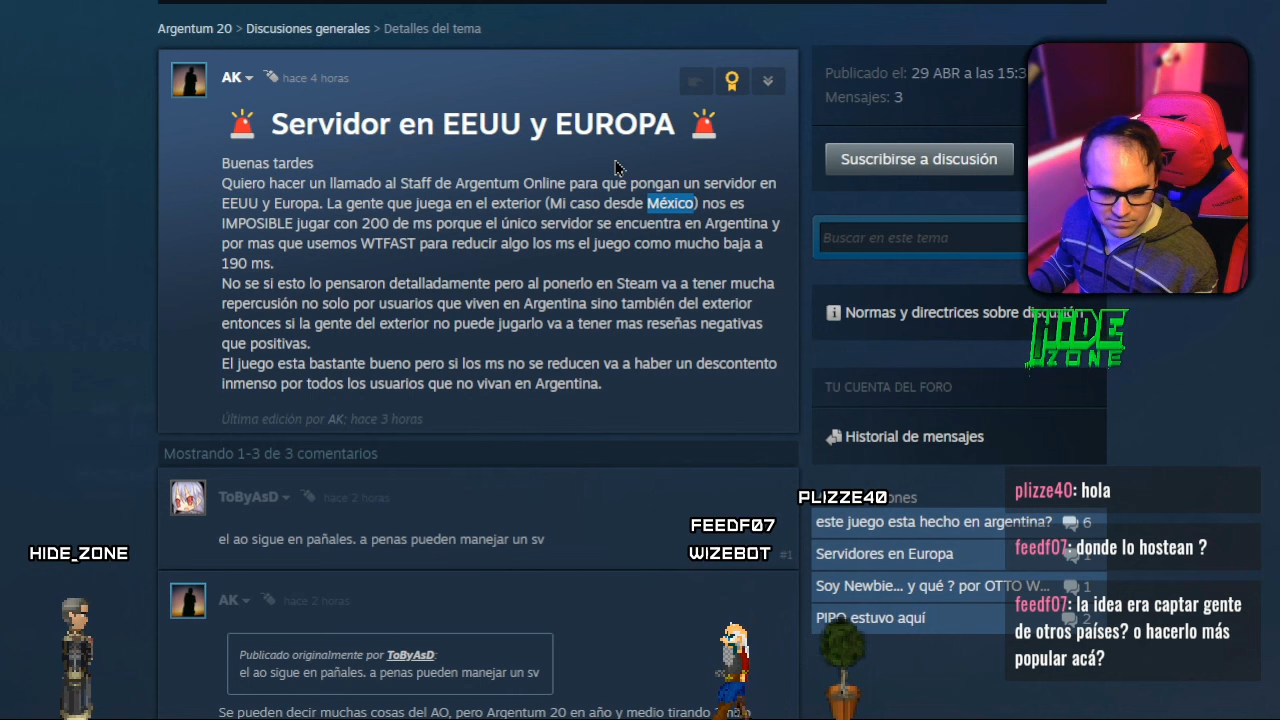 Argentum 20 > Discusiones generales > Detalles del tema
AK
hace 4 horas
Servidor en EEUU y EUROPA
Buenas tardes
Quiero hacer un llamado al Staff de Argentum Online para que pongan un servidor en
EEUU y Europa. La gente que juega en el exterior (Mi caso desde México) nos es
IMPOSIBLE jugar con 200 de ms porque el único servidor se encuentra en Argentina y
por mas que usemos WTFAST para reducir algo los ms el juego como mucho baja a
190 ms.
No se si esto lo pensaron detalladamente pero al ponerlo en Steam va a tener mucha
repercusión no solo por usuarios que viven en Argentina sino también del exterior
entonces si la gente del exterior no puede jugarlo va a tener mas reseñas negativas
que positivas.
El juego esta bastante bueno pero si los ms no se reducen va a haber un descontento
inmenso por todos los usuarios que no vivan en Argentina.
Última edición por AK; hace 3 horas
Mostrando 1-3 de 3 comentarios
ToByAsD
hace 2 horas
el ao sigue en pañales. a penas pueden manejar un sv
#1
AK
hace 2 horas
Publicado originalmente por ToByAsD:
el ao sigue en pañales. a penas pueden manejar un sv
Se pueden decir muchas cosas del AO, pero Argentum 20 en año y medio tirando
Publicado el: 29 ABR a las 15:3
Mensajes: 3
Suscribirse a discusión
Buscar en este tema
Normas y directrices sobre discusión
TU CUENTA DEL FORO
Historial de mensajes
este juego esta hecho en argentina? 6
Servidores en Europa
Soy Newbie... y qué ? por OTTO W... 1
PIPO estuvo aquí 2
HIDE
ZONE
plizze40: hola
feedf07: donde lo hostean ?
feedf07: la idea era captar gente
de otros países? o hacerlo más
popular acá?
HIDE_ZONE
FEEDF07
WIZEBOT
PLIZZE40